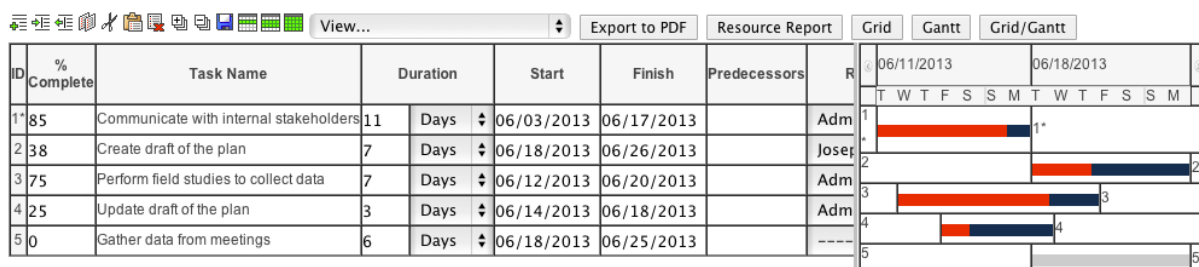 View... Export to PDF Resource Report Grid Gantt Grid/Gantt
ID % Complete Task Name Duration Start Finish Predecessors R 06/11/2013 06/18/2013
T W T F S S M T W T F S S M
1* 85 Communicate with internal stakeholders 11 Days 06/03/2013 06/17/2013 Adm 1* 1*
2 38 Create draft of the plan 7 Days 06/18/2013 06/26/2013 Josep 2 2
3 75 Perform field studies to collect data 7 Days 06/12/2013 06/20/2013 Adm 3 3
4 25 Update draft of the plan 3 Days 06/14/2013 06/18/2013 Adm 4 4
5 0 Gather data from meetings 6 Days 06/18/2013 06/25/2013 ---- 5 5